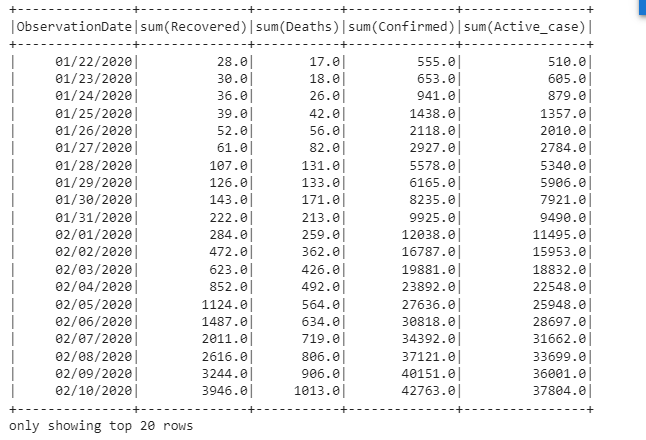 +---------------+--------------+-----------+--------------+----------------+
|ObservationDate|sum(Recovered)|sum(Deaths)|sum(Confirmed)|sum(Active_case)|
+---------------+--------------+-----------+--------------+----------------+
|     01/22/2020|          28.0|       17.0|         555.0|           510.0|
|     01/23/2020|          30.0|       18.0|         653.0|           605.0|
|     01/24/2020|          36.0|       26.0|         941.0|           879.0|
|     01/25/2020|          39.0|       42.0|        1438.0|          1357.0|
|     01/26/2020|          52.0|       56.0|        2118.0|          2010.0|
|     01/27/2020|          61.0|       82.0|        2927.0|          2784.0|
|     01/28/2020|         107.0|      131.0|        5578.0|          5340.0|
|     01/29/2020|         126.0|      133.0|        6165.0|          5906.0|
|     01/30/2020|         143.0|      171.0|        8235.0|          7921.0|
|     01/31/2020|         222.0|      213.0|        9925.0|          9490.0|
|     02/01/2020|         284.0|      259.0|       12038.0|         11495.0|
|     02/02/2020|         472.0|      362.0|       16787.0|         15953.0|
|     02/03/2020|         623.0|      426.0|       19881.0|         18832.0|
|     02/04/2020|         852.0|      492.0|       23892.0|         22548.0|
|     02/05/2020|        1124.0|      564.0|       27636.0|         25948.0|
|     02/06/2020|        1487.0|      634.0|       30818.0|         28697.0|
|     02/07/2020|        2011.0|      719.0|       34392.0|         31662.0|
|     02/08/2020|        2616.0|      806.0|       37121.0|         33699.0|
|     02/09/2020|        3244.0|      906.0|       40151.0|         36001.0|
|     02/10/2020|        3946.0|     1013.0|       42763.0|         37804.0|
+---------------+--------------+-----------+--------------+----------------+
only showing top 20 rows